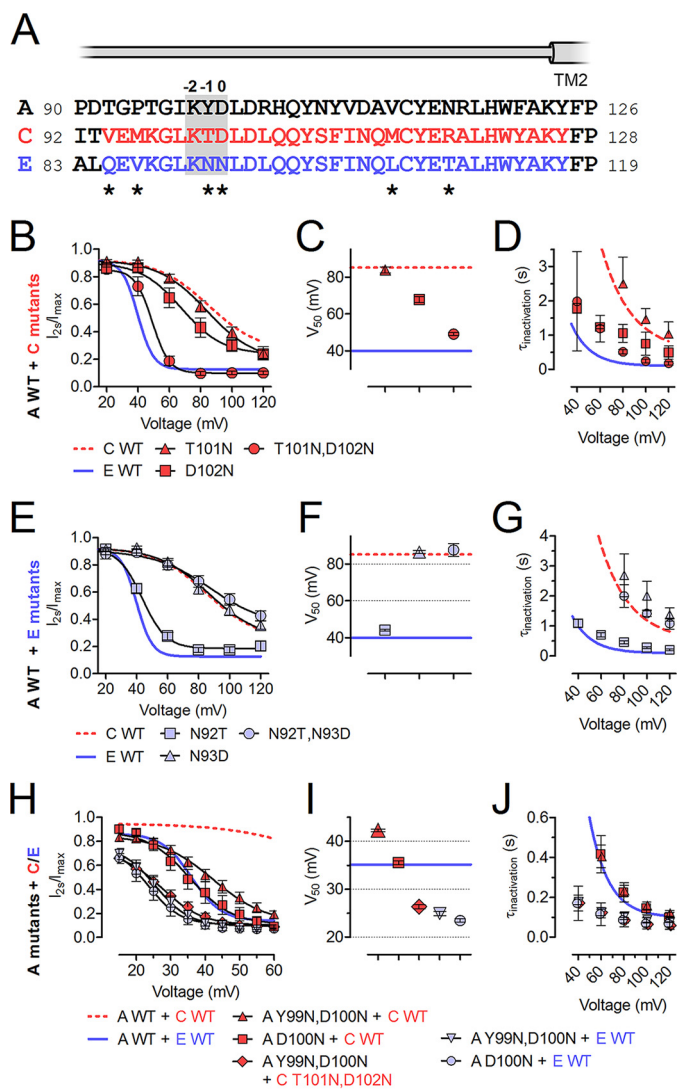 A
TM2
-2 -1 0
A 90 PDTGPTGIKYDLDRHQYNYVDAVCYENRLHWFAKYFP 126
C 92 ITVEMKGLKTDLDLQQYSFINQMCYERALHWYAKYFP 128
E 83 ALQEVKGLKNNLDLQQYSFINQLCYETALHWYAKYFP 119
* * * * * *
B C D
A WT + C mutants
I2s/Imax
1.0
0.8
0.6
0.4
0.2
0.0
20 40 60 80 100 120
Voltage (mV)
V50 (mV)
80
60
40
τinactivation (s)
3
2
1
0
40 60 80 100 120
Voltage (mV)
C WT T101N T101N,D102N
E WT D102N
E F G
A WT + E mutants
I2s/Imax
1.0
0.8
0.6
0.4
0.2
0.0
20 40 60 80 100 120
Voltage (mV)
V50 (mV)
80
60
40
τinactivation (s)
4
3
2
1
0
40 60 80 100 120
Voltage (mV)
C WT N92T N92T,N93D
E WT N93D
H I J
A mutants + C/E
I2s/Imax
1.0
0.8
0.6
0.4
0.2
0.0
20 30 40 50 60
Voltage (mV)
V50 (mV)
40
30
20
τinactivation (s)
0.6
0.4
0.2
0.0
40 60 80 100 120
Voltage (mV)
A WT + C WT A Y99N,D100N + C WT
A WT + E WT A D100N + C WT A Y99N,D100N + E WT
A Y99N,D100N A D100N + E WT
+ C T101N,D102N